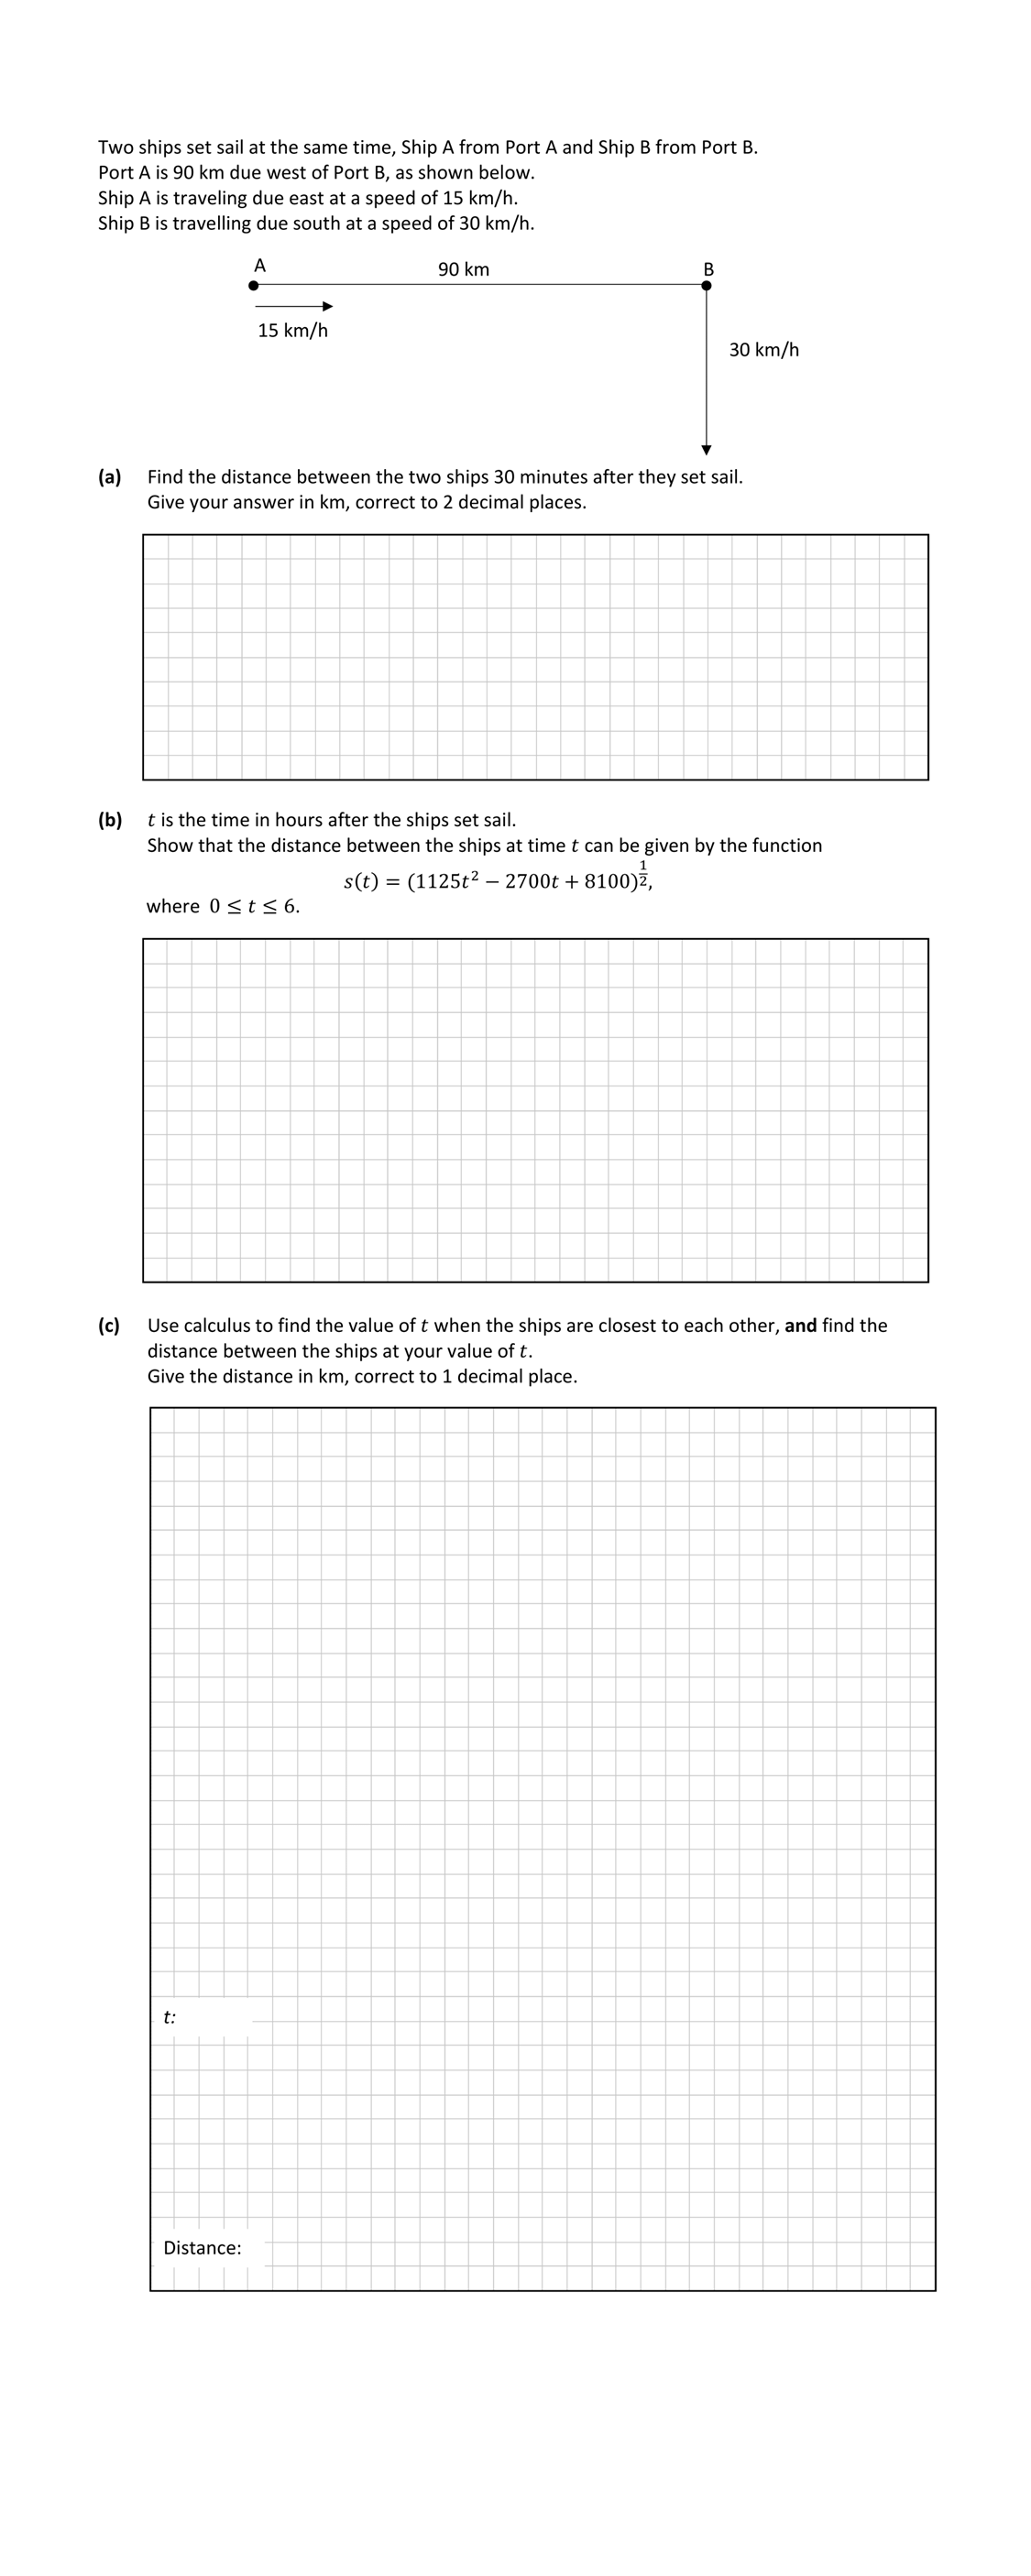 Two ships set sail at the same time, Ship A from Port A and Ship B from Port B.
Port A is 90 km due west of Port B, as shown below.
Ship A is traveling due east at a speed of 15 km/h.
Ship B is travelling due south at a speed of 30 km/h.
A 90 km B
15 km/h
30 km/h
(a) Find the distance between the two ships 30 minutes after they set sail.
Give your answer in km, correct to 2 decimal places.
(b) t is the time in hours after the ships set sail.
Show that the distance between the ships at time t can be given by the function
s(t) = (1125t² − 2700t + 8100)^{1/2},
where 0 ≤ t ≤ 6.
(c) Use calculus to find the value of t when the ships are closest to each other, and find the
distance between the ships at your value of t.
Give the distance in km, correct to 1 decimal place.
t:
Distance: